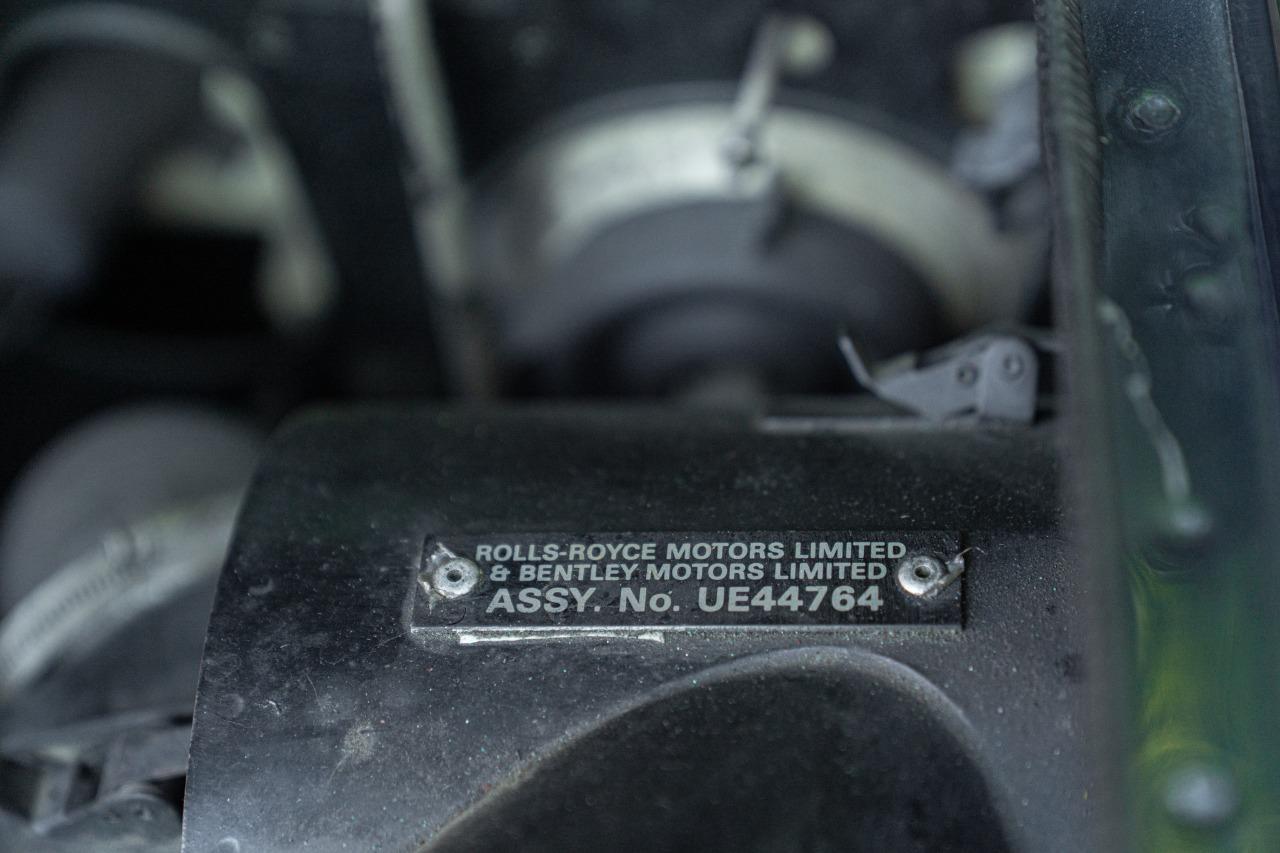 ROLLS-ROYCE MOTORS LIMITED
& BENTLEY MOTORS LIMITED
ASSY. No. UE44764